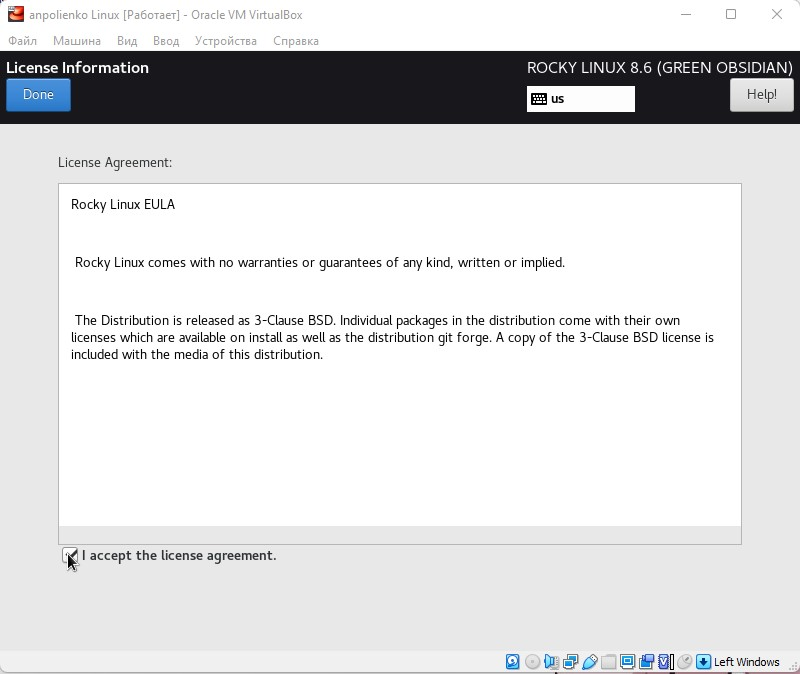 anpolienko Linux [Работает] - Oracle VM VirtualBox
Файл Машина Вид Ввод Устройства Справка
License Information
ROCKY LINUX 8.6 (GREEN OBSIDIAN)
Done
us
Help!
License Agreement:
Rocky Linux EULA
Rocky Linux comes with no warranties or guarantees of any kind, written or implied.
The Distribution is released as 3-Clause BSD. Individual packages in the distribution come with their own
licenses which are available on install as well as the distribution git forge. A copy of the 3-Clause BSD license is
included with the media of this distribution.
I accept the license agreement.
Left Windows